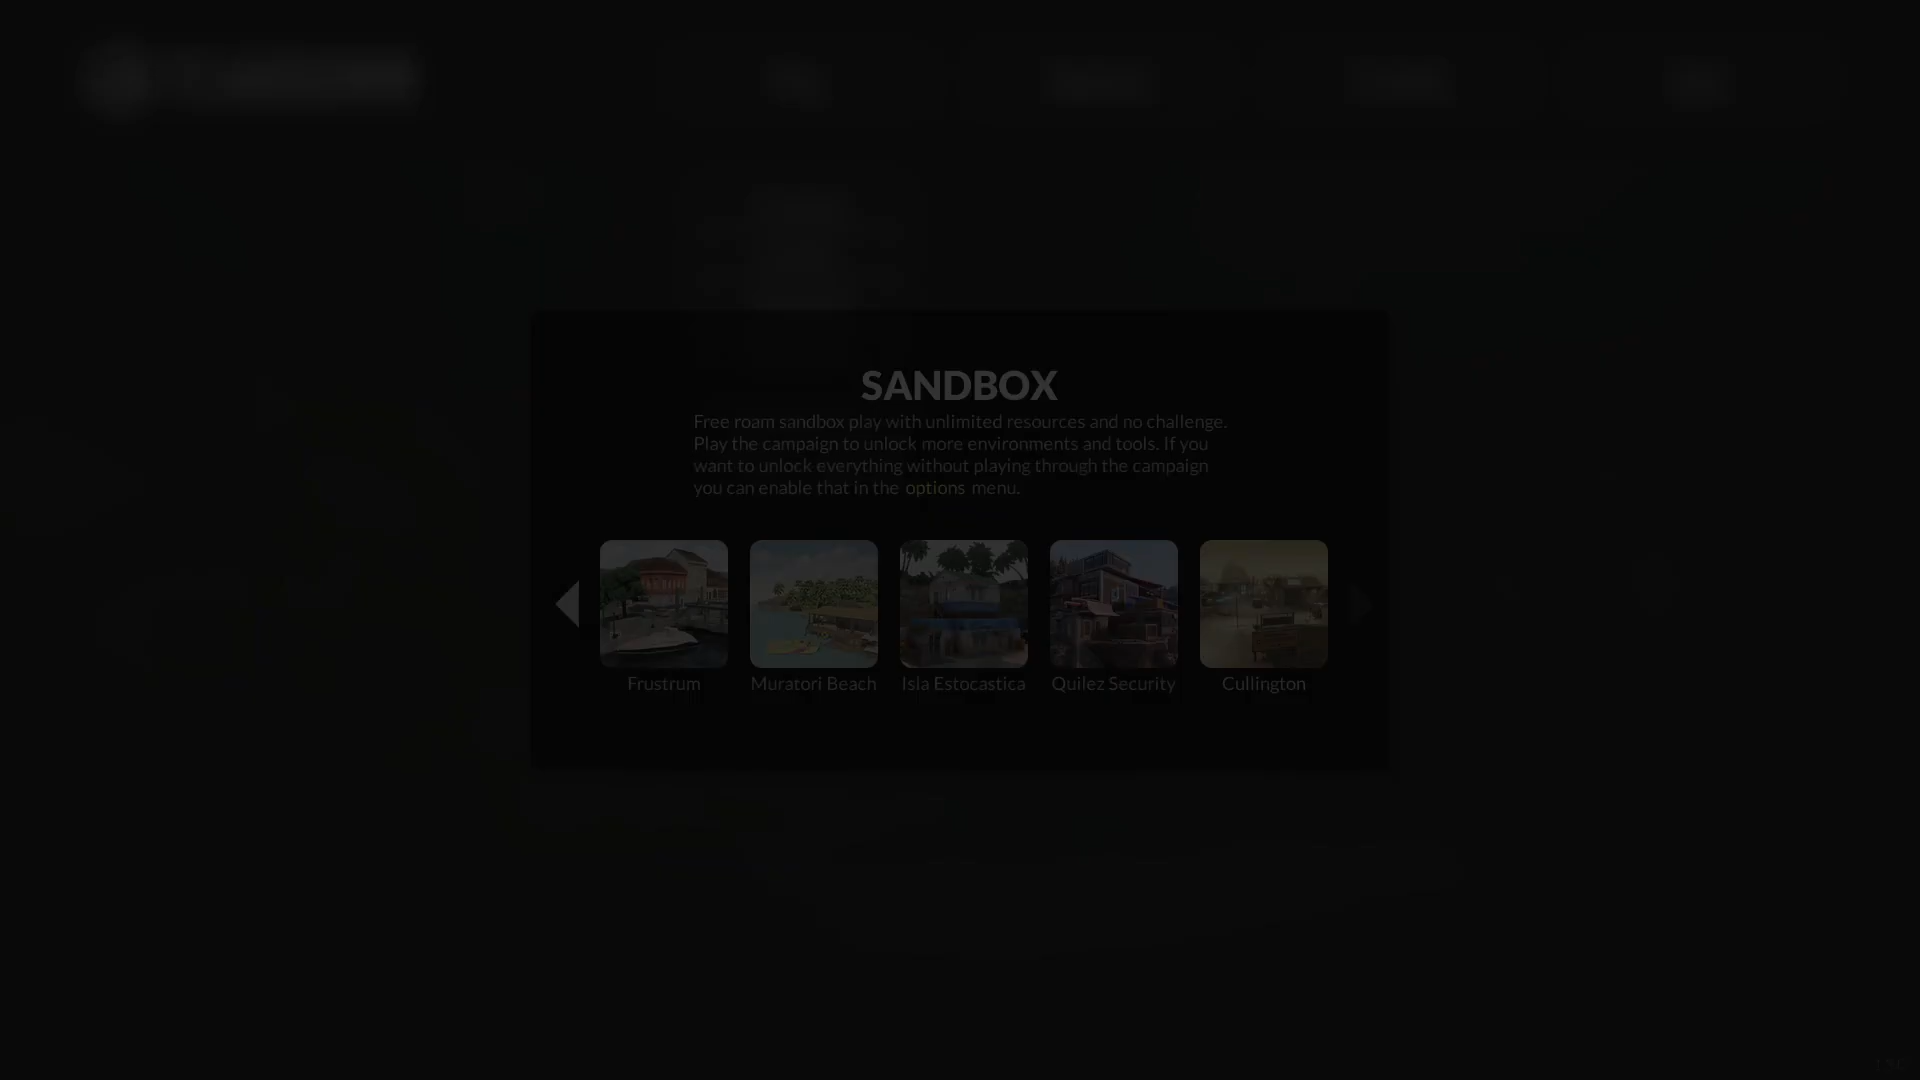 SANDBOX
Free roam sandbox play with unlimited resources and no challenge.
Play the campaign to unlock more environments and tools. If you
want to unlock everything without playing through the campaign
you can enable that in the options menu.
Frustrum
Muratori Beach
Isla Estocastica
Quilez Security
Cullington